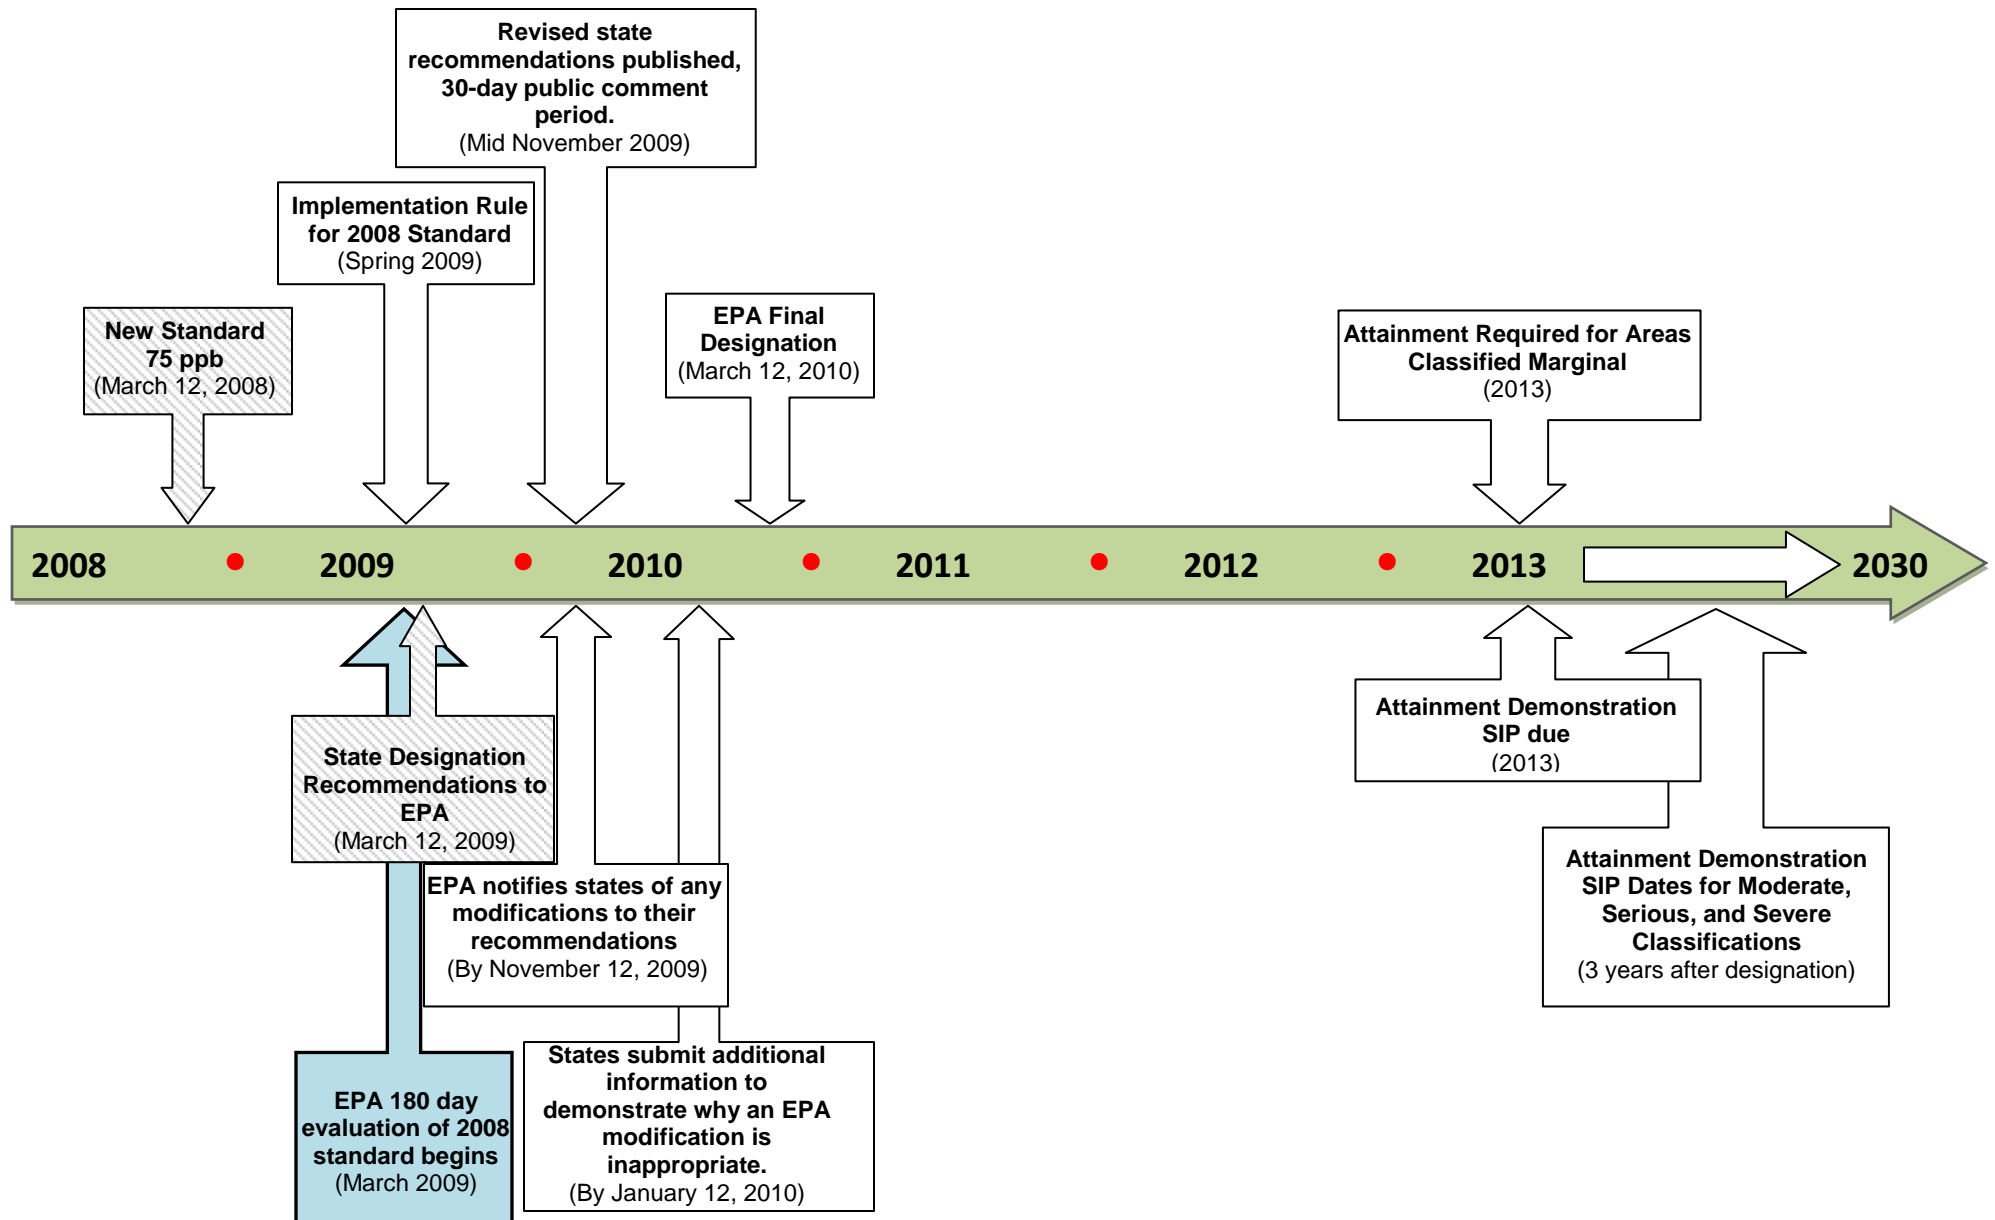 Revised state
recommendations published,
30-day public comment
period.
(Mid November 2009)
Implementation Rule
for 2008 Standard
(Spring 2009)
New Standard
75 ppb
(March 12, 2008)
EPA Final
Designation
(March 12, 2010)
Attainment Required for Areas
Classified Marginal
(2013)
2008 2009 2010 2011 2012 2013 2030
State Designation
Recommendations to
EPA
(March 12, 2009)
EPA notifies states of any
modifications to their
recommendations
(By November 12, 2009)
EPA 180 day
evaluation of 2008
standard begins
(March 2009)
States submit additional
information to
demonstrate why an EPA
modification is
inappropriate.
(By January 12, 2010)
Attainment Demonstration
SIP due
(2013)
Attainment Demonstration
SIP Dates for Moderate,
Serious, and Severe
Classifications
(3 years after designation)